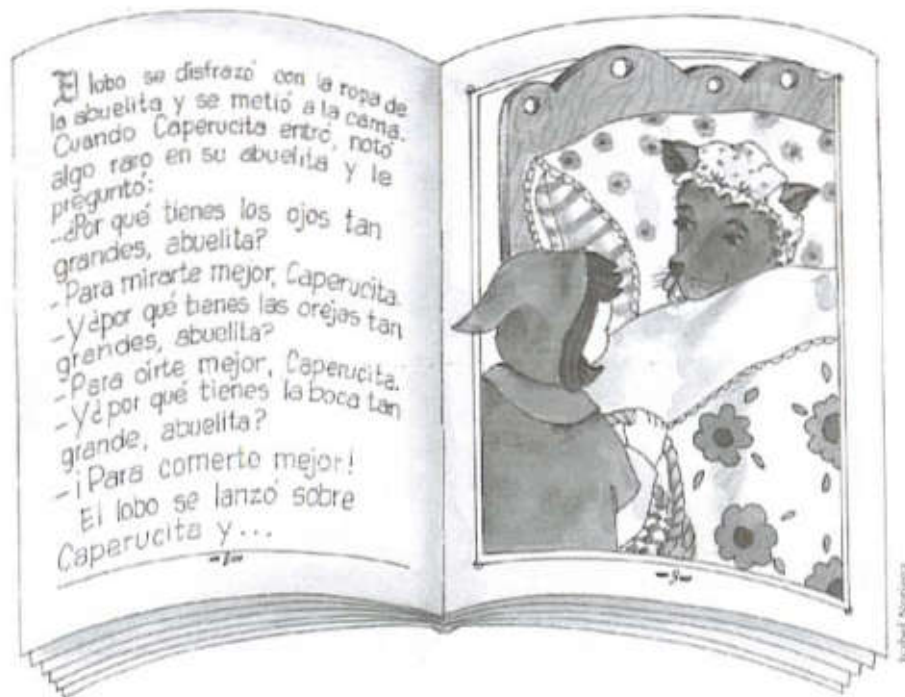 El lobo se disfrazó con la ropa de
la abuelita y se metió a la cama.
Cuando Caperucita entró, notó
algo raro en su abuelita y le
preguntó:
-¿Por qué tienes los ojos tan
grandes, abuelita?
-Para mirarte mejor, Caperucita.
-Y ¿por qué tienes las orejas tan
grandes, abuelita?
-Para oírte mejor, Caperucita.
-Y ¿por qué tienes la boca tan
grande, abuelita?
-¡Para comerte mejor!
El lobo se lanzó sobre
Caperucita y...
-9-